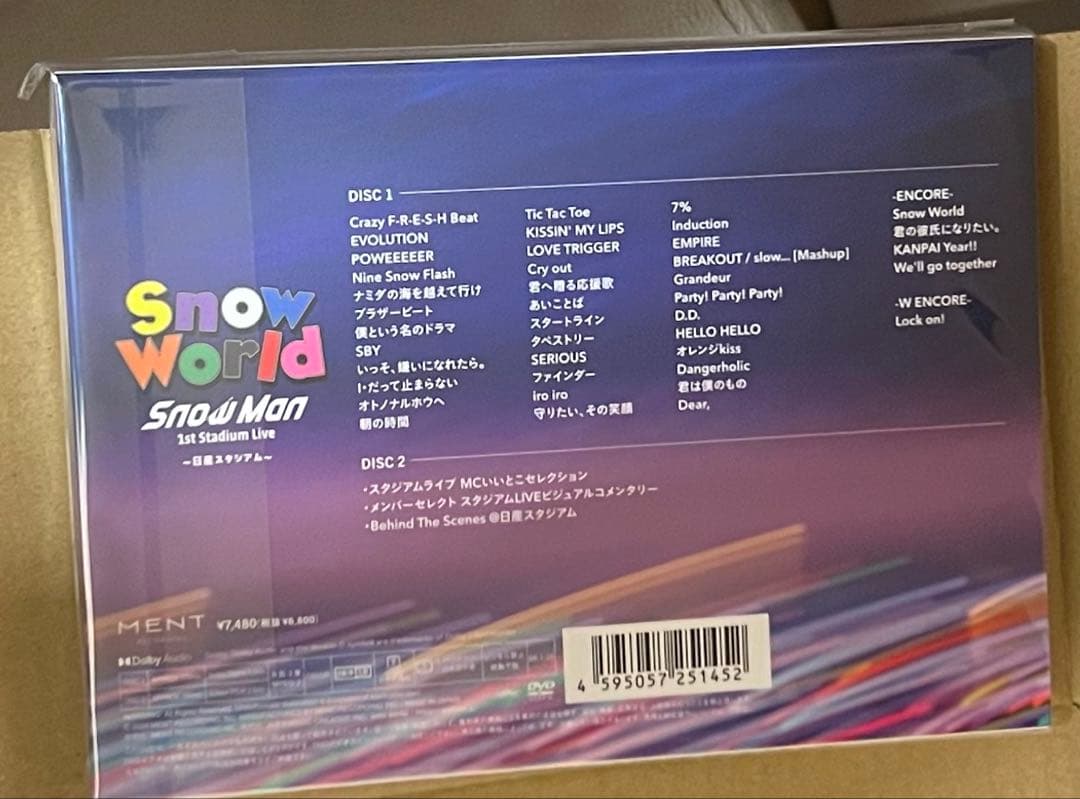 Snow
World
Snow Man
1st Stadium Live
～日産スタジアム～
DISC 1
Crazy F-R-E-S-H Beat
EVOLUTION
POWEEEEER
Nine Snow Flash
ナミダの海を越えて行け
ブラザービート
僕という名のドラマ
SBY
いっそ、嫌いになれたら。
I・だって止まらない
オトノナルホウヘ
朝の時間
Tic Tac Toe
KISSIN' MY LIPS
LOVE TRIGGER
Cry out
君へ贈る応援歌
あいことば
スタートライン
タペストリー
SERIOUS
ファインダー
iro iro
守りたい、その笑顔
7%
Induction
EMPIRE
BREAKOUT / slow... [Mashup]
Grandeur
Party! Party! Party!
D.D.
HELLO HELLO
オレンジkiss
Dangerholic
君は僕のもの
Dear,
-ENCORE-
Snow World
君の彼氏になりたい。
KANPAI Year!!
We'll go together
-W ENCORE-
Lock on!
DISC 2
・スタジアムライブ MCいいとこセレクション
・メンバーセレクト スタジアムLIVEビジュアルコメンタリー
・Behind The Scenes @日産スタジアム
MENT ¥7,480(税抜 ¥6,800)
Dolby Audio
DVD
4 595057 251452